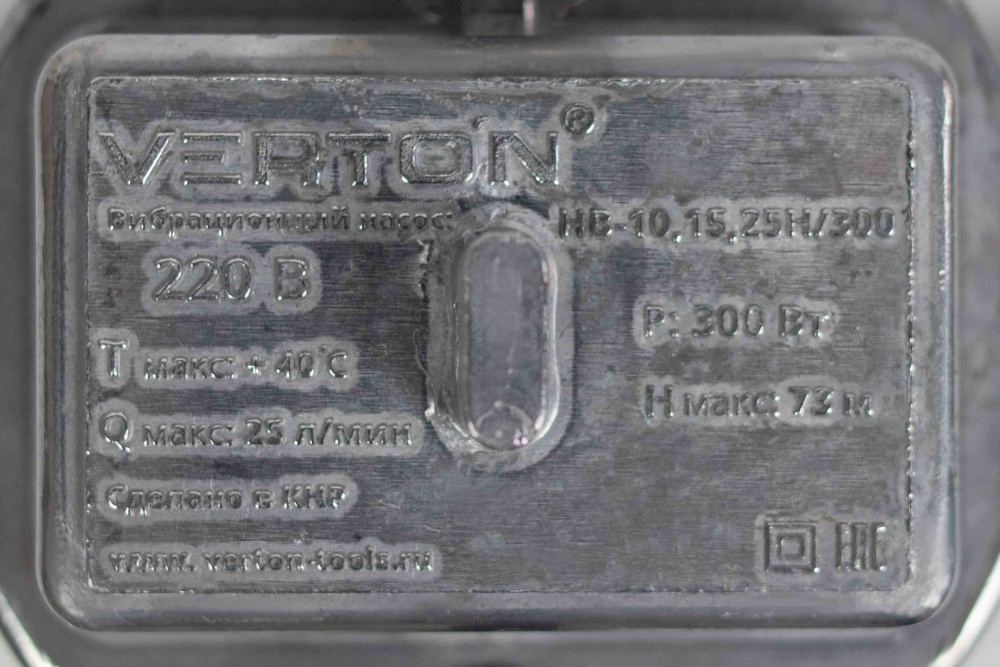 VERTON®
Вибрационный насос: НВ-10,15,25Н/300
220 В
P: 300 Вт
T макс: + 40°C
H макс: 73 м
Q макс: 25 л/мин
Сделано в КНР
www. verton-tools.ru
EAC